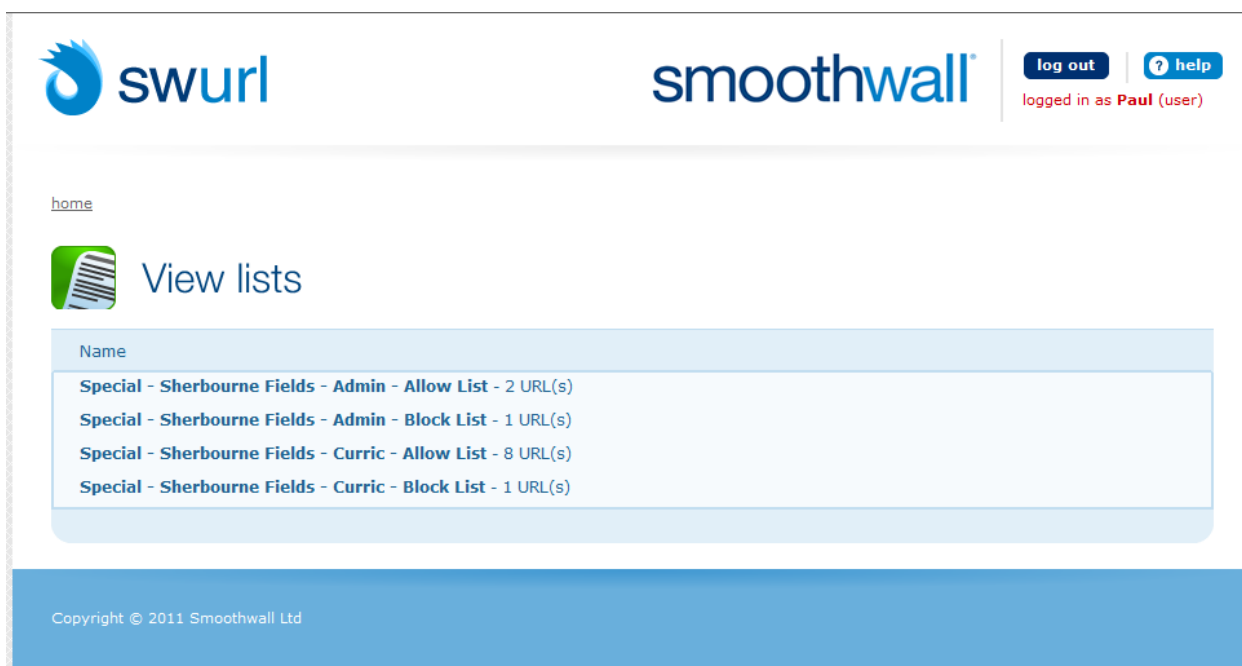 swurl
smoothwall
log out
? help
logged in as Paul (user)
home
View lists
Name
Special - Sherbourne Fields - Admin - Allow List - 2 URL(s)
Special - Sherbourne Fields - Admin - Block List - 1 URL(s)
Special - Sherbourne Fields - Curric - Allow List - 8 URL(s)
Special - Sherbourne Fields - Curric - Block List - 1 URL(s)
Copyright © 2011 Smoothwall Ltd